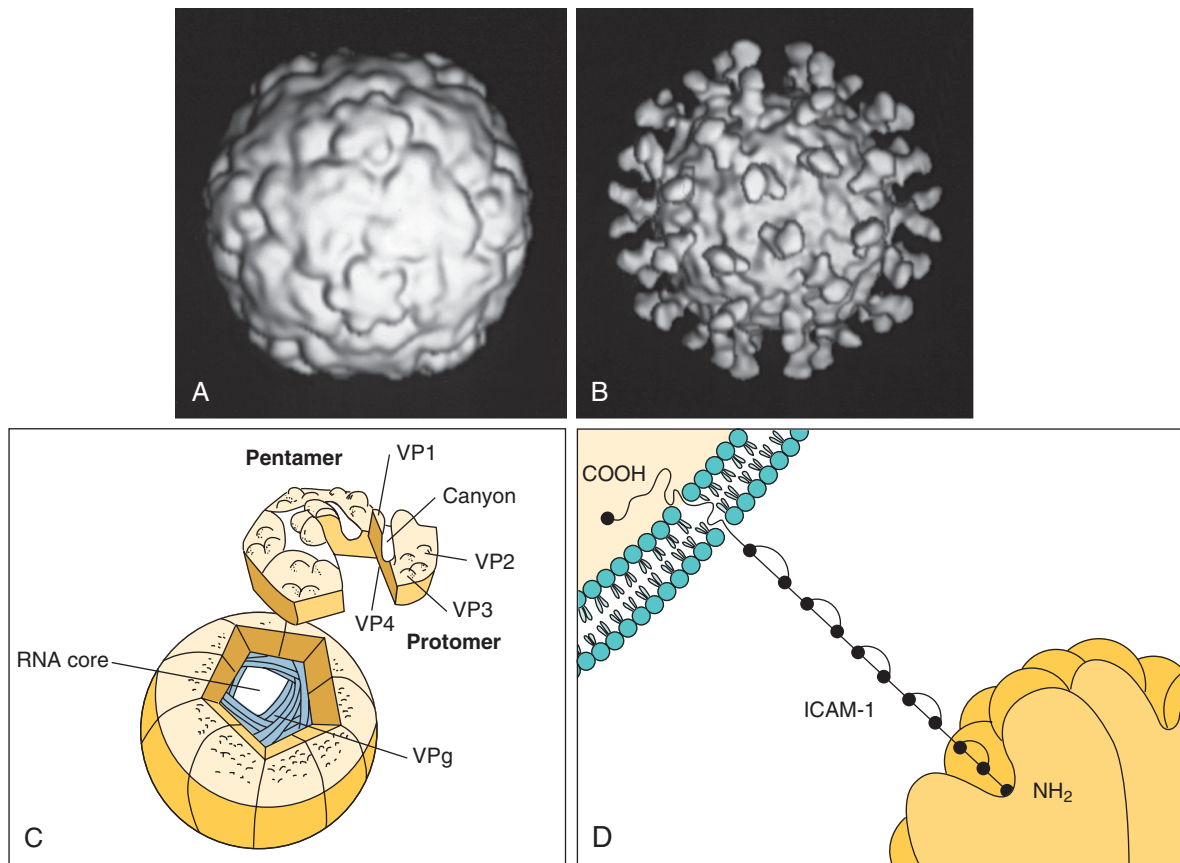 A
B
Pentamer
VP1
Canyon
VP2
VP3
VP4
Protomer
RNA core
VPg
C
COOH
ICAM-1
NH₂
D